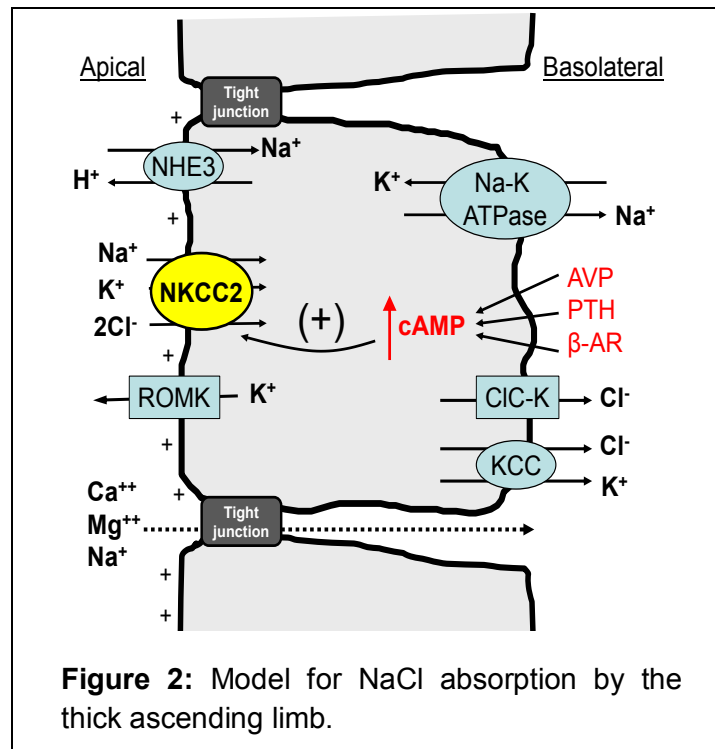 Apical
Basolateral
Tight
junction
+
NHE3
Na⁺
H⁺
+
K⁺
Na-K
ATPase
Na⁺
Na⁺
K⁺
2Cl⁻
NKCC2
+
(+)
cAMP
AVP
PTH
β-AR
ROMK
K⁺
+
ClC-K
Cl⁻
KCC
Cl⁻
K⁺
Ca⁺⁺
Mg⁺⁺
Na⁺
+
Tight
junction
+
+
Figure 2: Model for NaCl absorption by the
thick ascending limb.